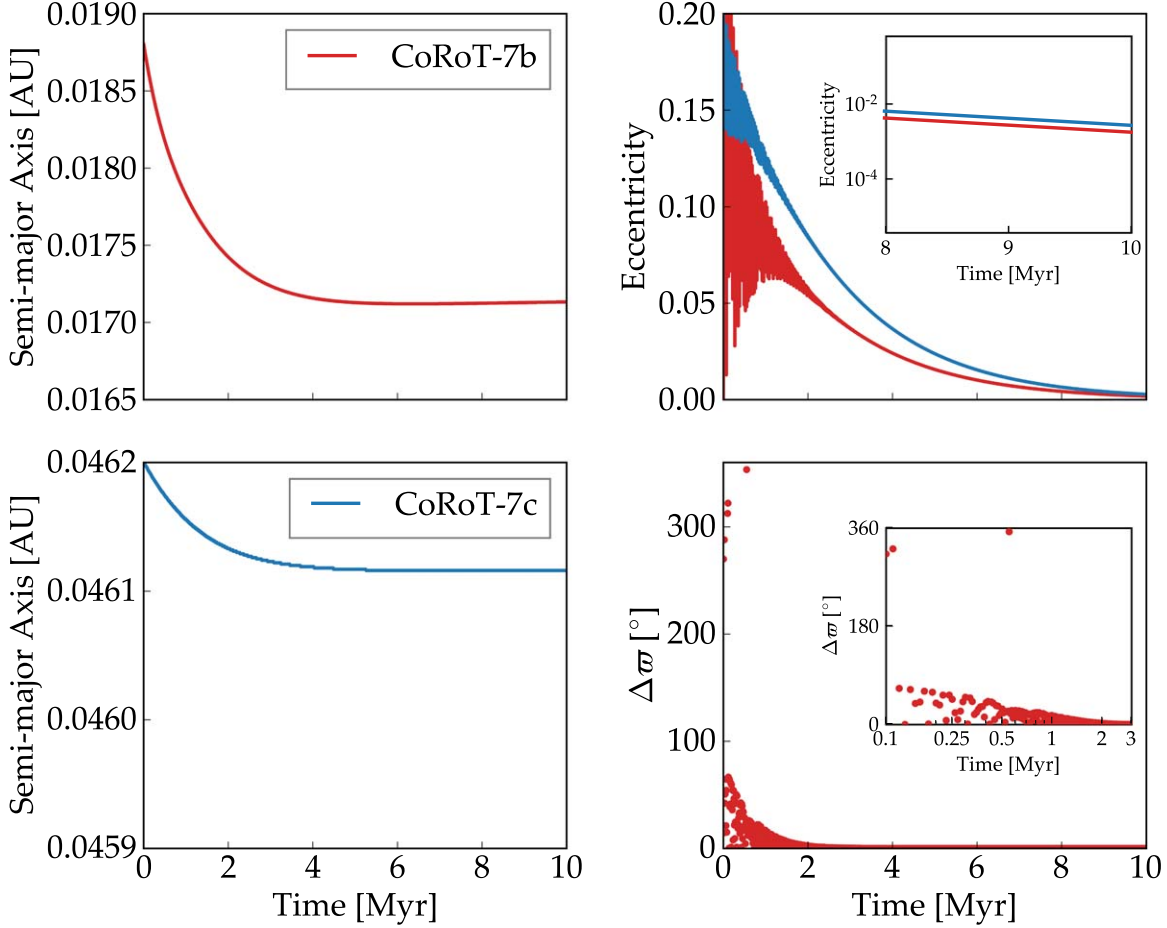 Semi-major Axis [AU]
0.0190
0.0185
0.0180
0.0175
0.0170
0.0165
CoRoT-7b
Eccentricity
0.20
0.15
0.10
0.05
0.00
Eccentricity
10-2
10-4
8 9 10
Time [Myr]
Semi-major Axis [AU]
0.0462
0.0461
0.0460
0.0459
CoRoT-7c
0 2 4 6 8 10
Time [Myr]
Δϖ [°]
300
200
100
0
Δϖ [°]
360
180
0
0.1 0.25 0.5 1 2 3
Time [Myr]
0 2 4 6 8 10
Time [Myr]